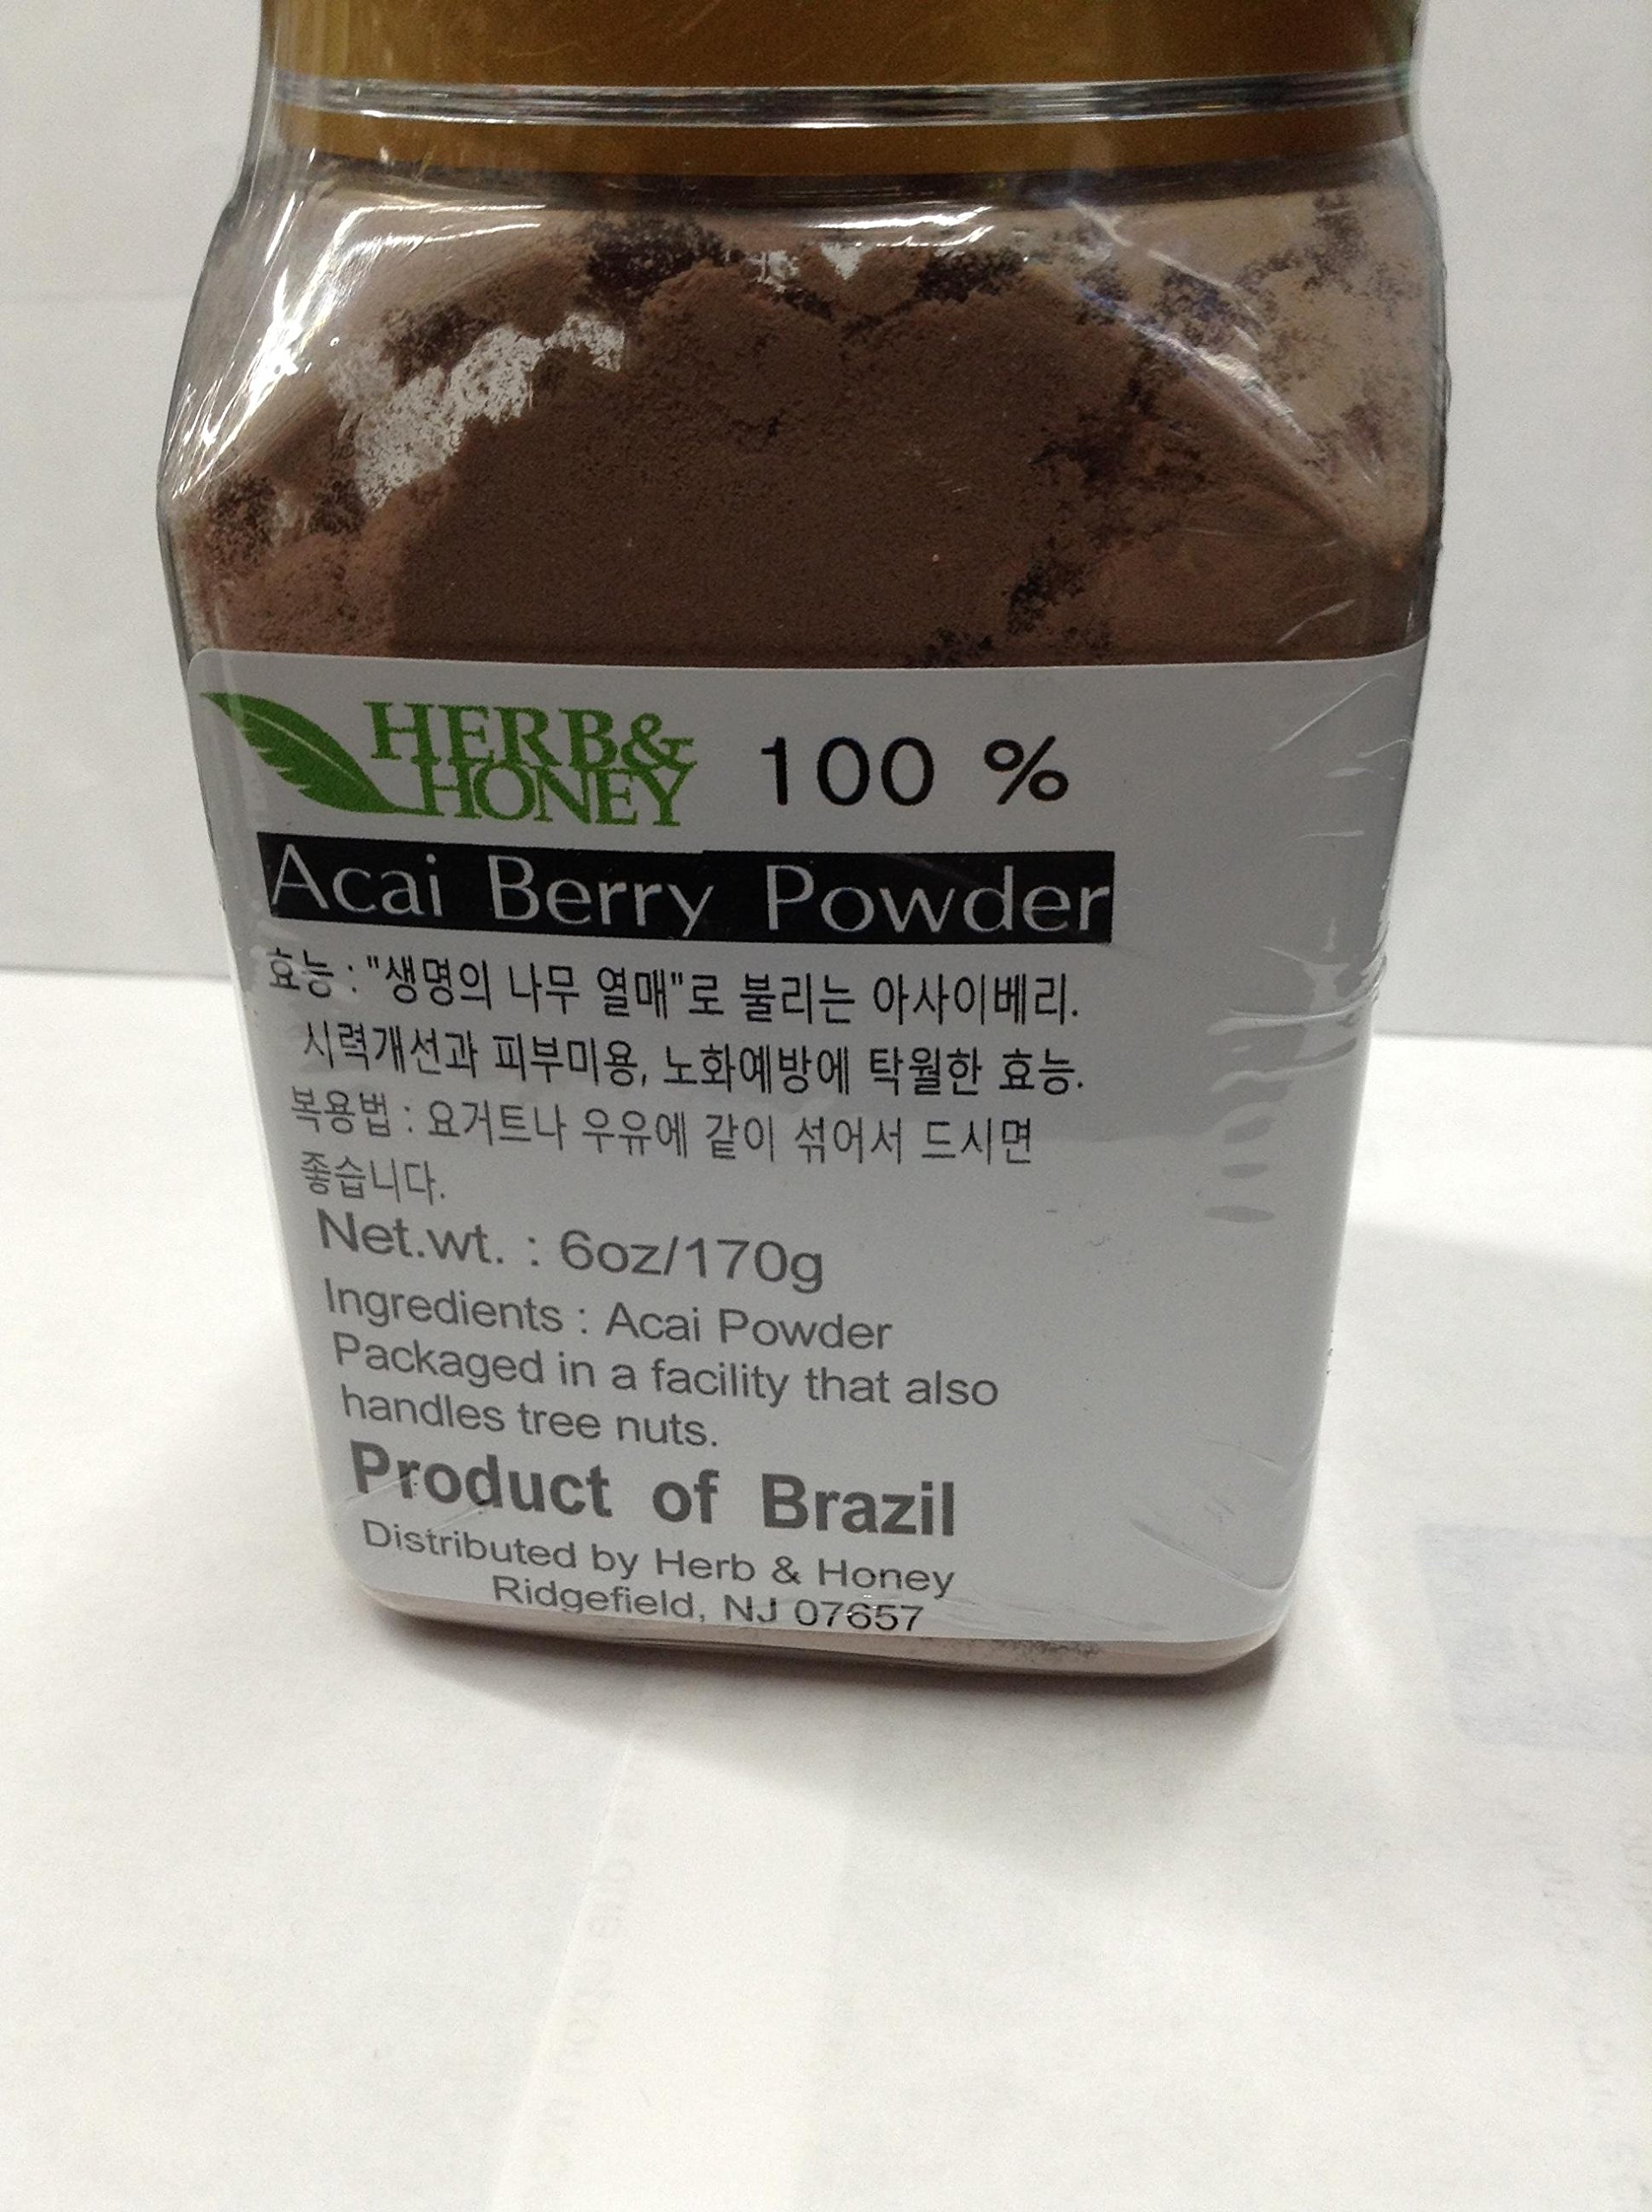 HERB&
HONEY
100 %
Acai Berry Powder
효능 : "생명의 나무 열매"로 불리는 아사이베리.
시력개선과 피부미용, 노화예방에 탁월한 효능.
복용법 : 요거트나 우유에 같이 섞어서 드시면
좋습니다.
Net.wt. : 6oz/170g
Ingredients : Acai Powder
Packaged in a facility that also
handles tree nuts.
Product of Brazil
Distributed by Herb & Honey
Ridgefield, NJ 07657